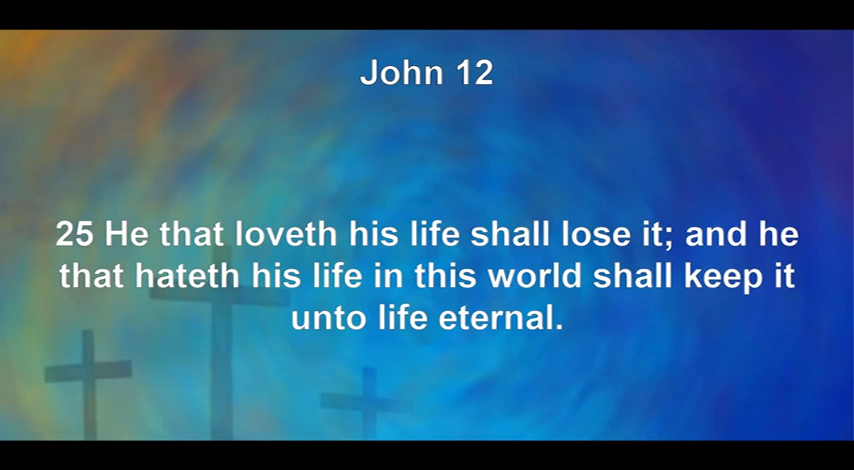 John 12
25 He that loveth his life shall lose it; and he
that hateth his life in this world shall keep it
unto life eternal.